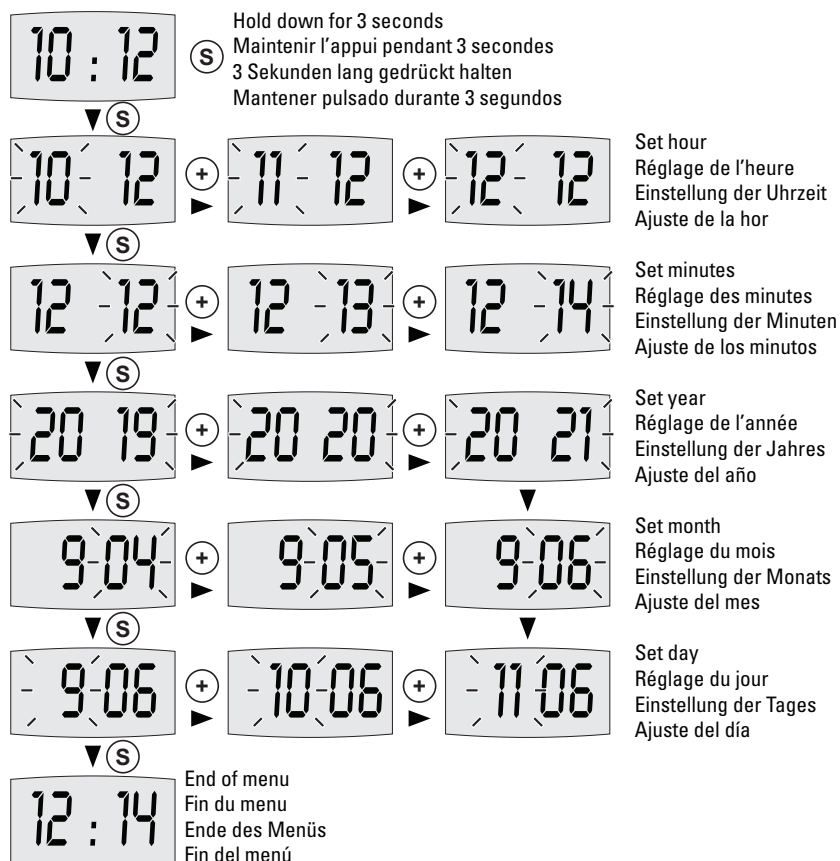 10 : 12
S
Hold down for 3 seconds
Maintenir l'appui pendant 3 secondes
3 Sekunden lang gedrückt halten
Mantener pulsado durante 3 segundos
S
10 12 + 11 12 + 12 12
Set hour
Réglage de l'heure
Einstellung der Uhrzeit
Ajuste de la hor
S
12 12 + 12 13 + 12 14
Set minutes
Réglage des minutes
Einstellung der Minuten
Ajuste de los minutos
S
20 19 + 20 20 + 20 21
Set year
Réglage de l'année
Einstellung der Jahres
Ajuste del año
S
9-04 + 9-05 + 9-06
Set month
Réglage du mois
Einstellung der Monats
Ajuste del mes
S
9-06 + 10-06 + 11 06
Set day
Réglage du jour
Einstellung der Tages
Ajuste del día
S
12 : 14
End of menu
Fin du menu
Ende des Menüs
Fin del menú